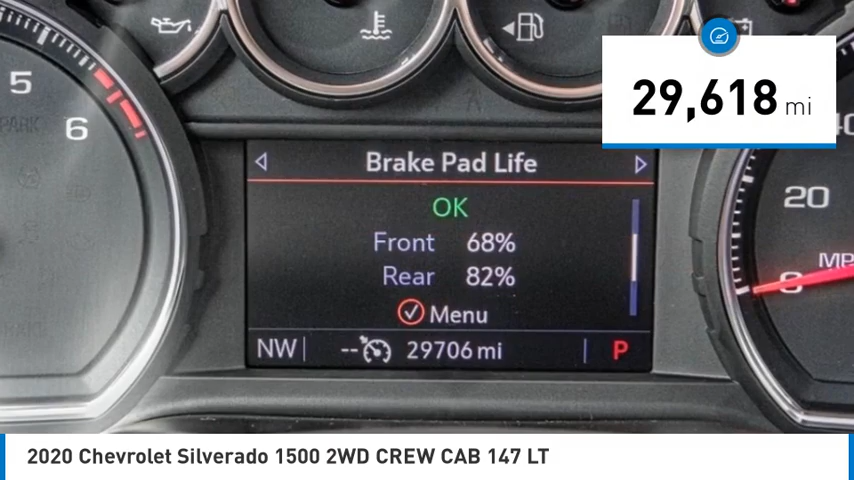 5
6
29,618 mi
Brake Pad Life
OK
Front 68%
Rear 82%
Menu
NW -- 29706 mi P
20
0
2020 Chevrolet Silverado 1500 2WD CREW CAB 147 LT